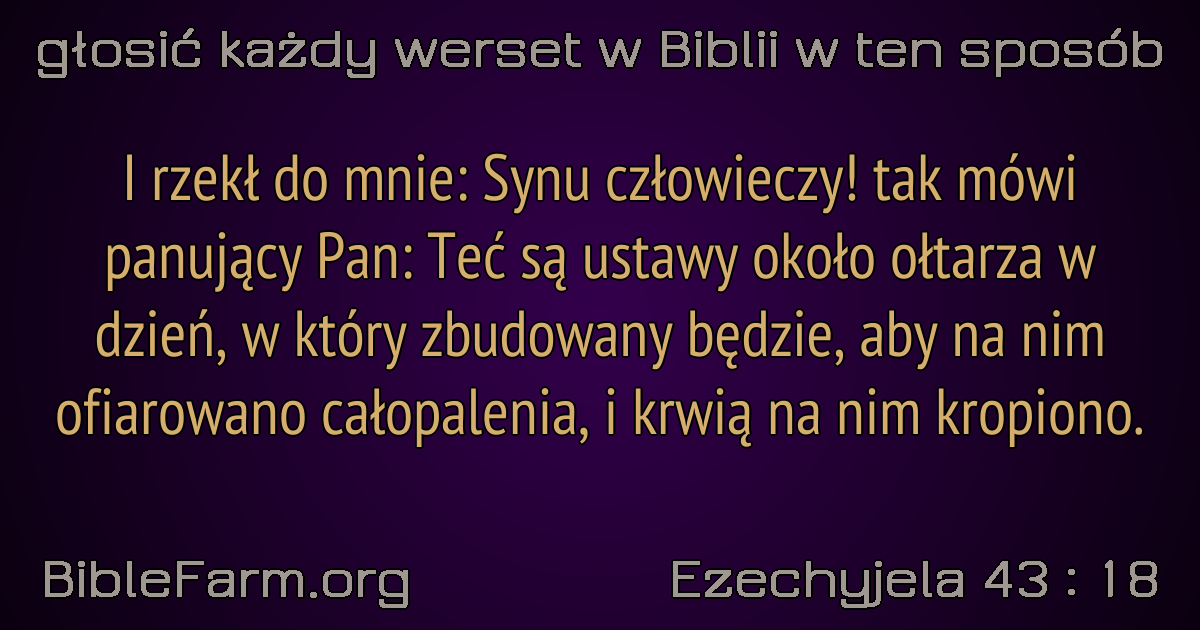 głosić każdy werset w Biblii w ten sposób
I rzekł do mnie: Synu człowieczy! tak mówi
panujący Pan: Teć są ustawy około ołtarza w
dzień, w który zbudowany będzie, aby na nim
ofiarowano całopalenia, i krwią na nim kropiono.
BibleFarm.org
Ezechyjela 43 : 18